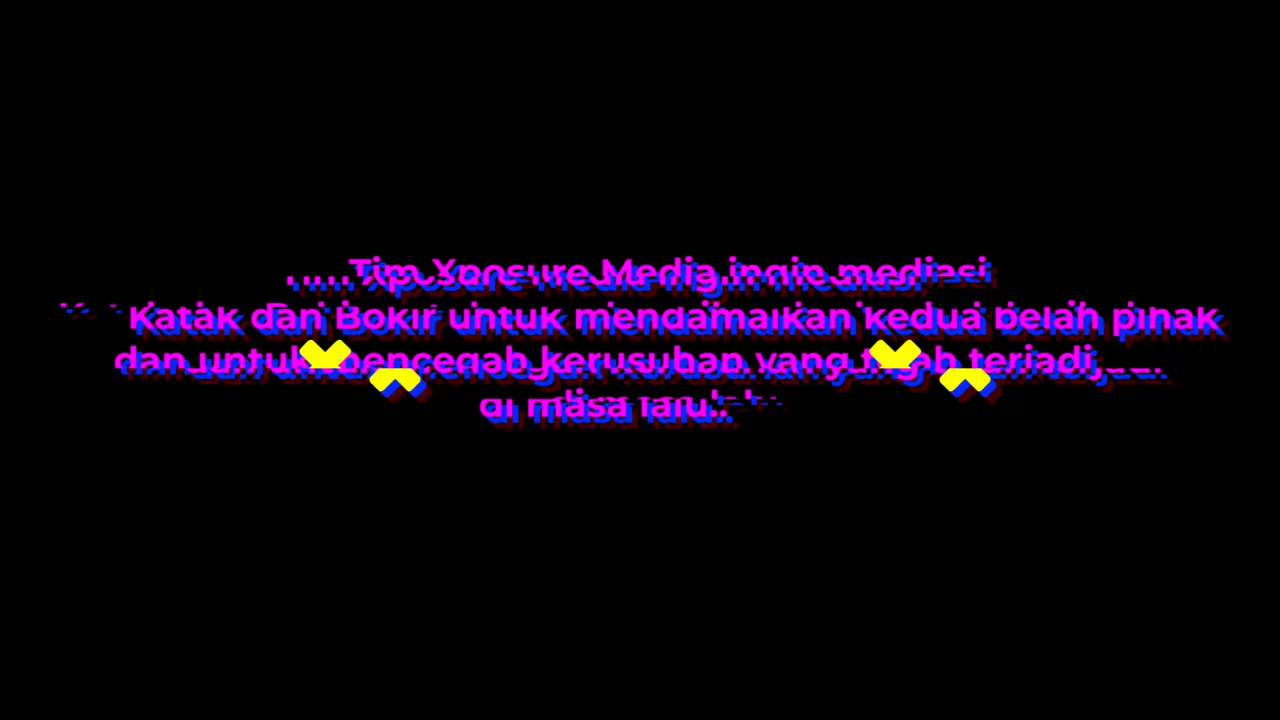 Tim Xposure Media ingin mediasi
Katak dan Bokir untuk mendamaikan kedua belah pihak
dan untuk mencegah kerusuhan yang telah terjadi
di masa lalu.